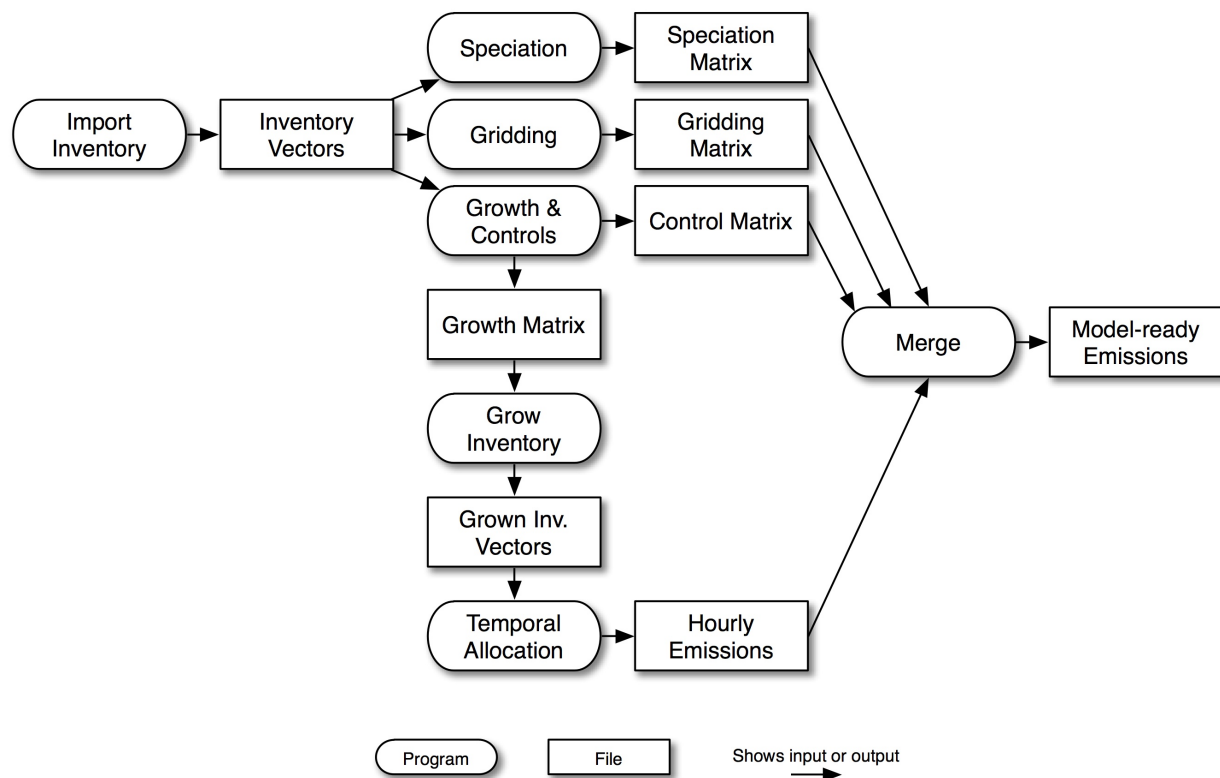 Speciation
Speciation
Matrix
Import
Inventory
Inventory
Vectors
Gridding
Gridding
Matrix
Growth &
Controls
Control Matrix
Growth Matrix
Merge
Model-ready
Emissions
Grow
Inventory
Grown Inv.
Vectors
Temporal
Allocation
Hourly
Emissions
Program
File
Shows input or output